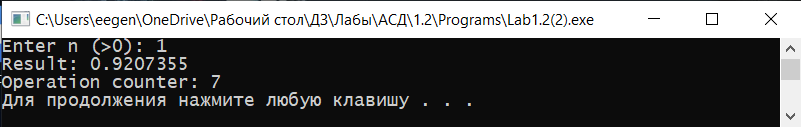 C:\Users\eegen\OneDrive\Рабочий стол\ДЗ\Лабы\АСД\1.2\Programs\Lab1.2(2).exe
Enter n (>0): 1
Result: 0.9207355
Operation counter: 7
Для продолжения нажмите любую клавишу . . .